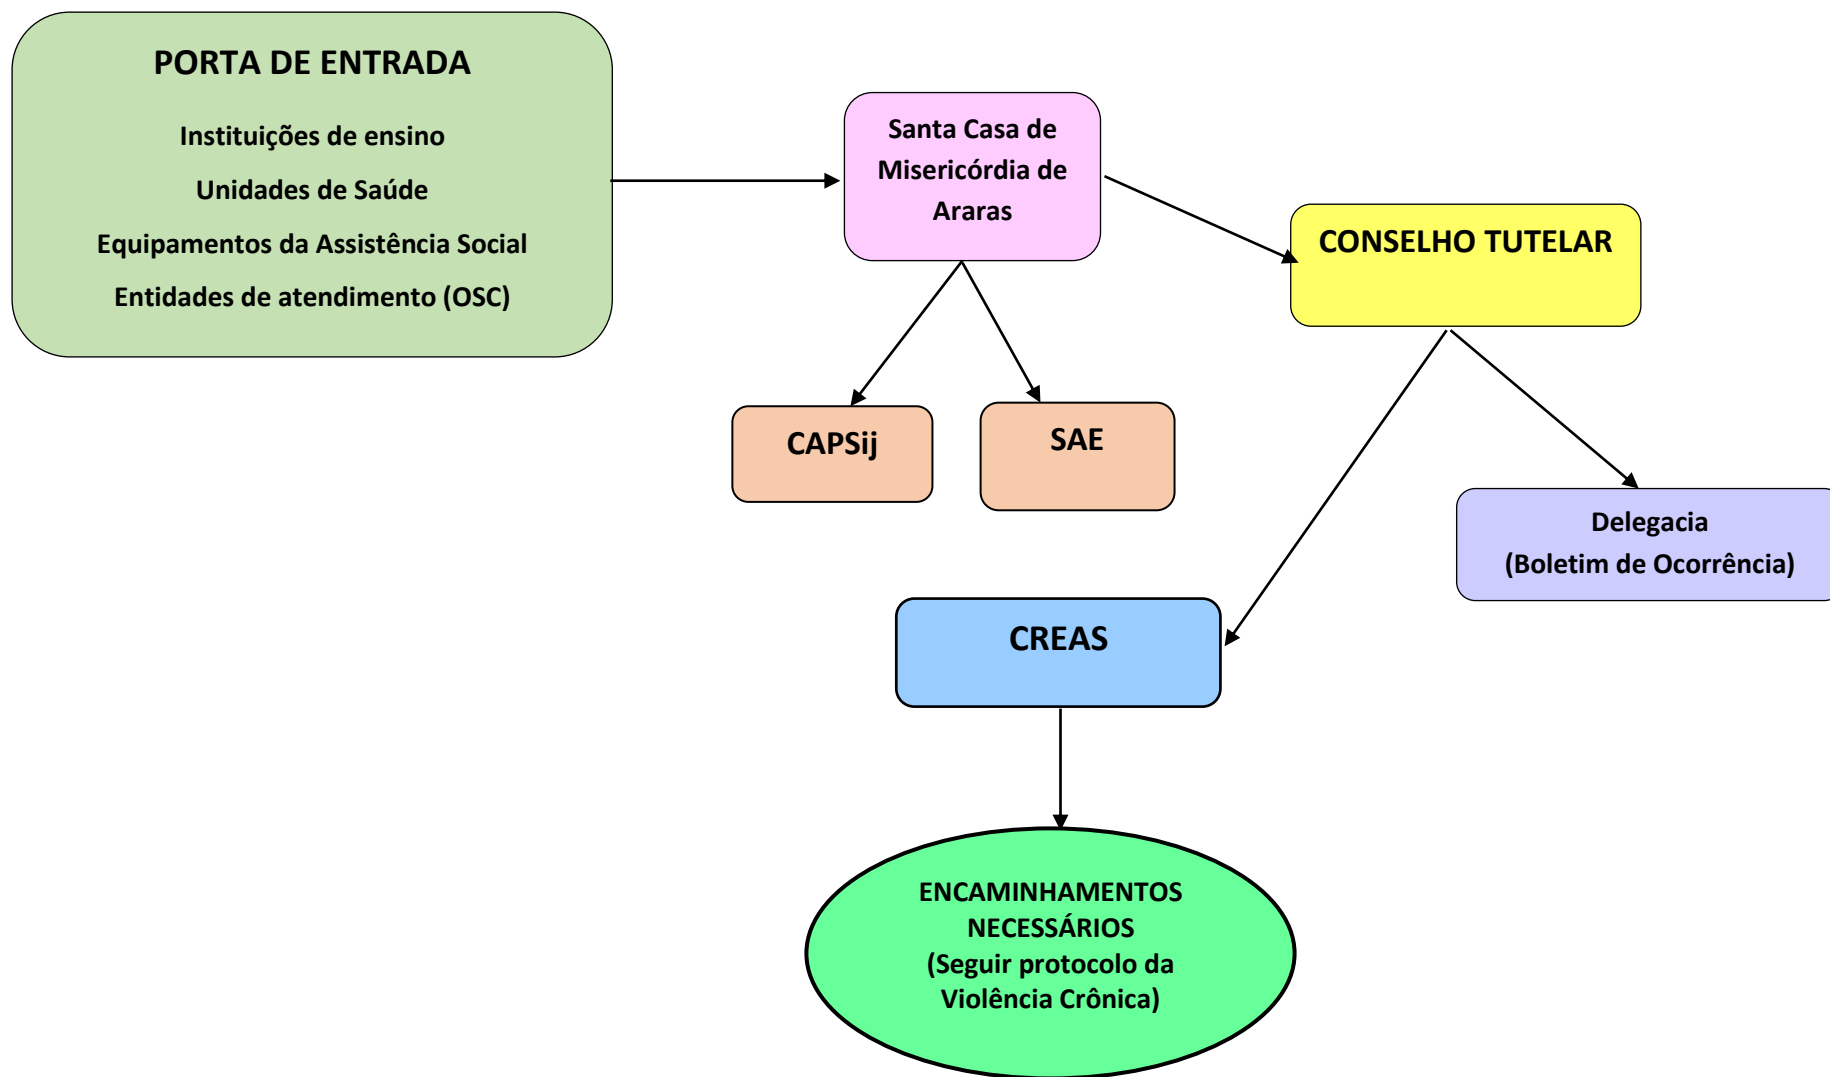 PORTA DE ENTRADA
Instituições de ensino
Unidades de Saúde
Equipamentos da Assistência Social
Entidades de atendimento (OSC)
Santa Casa de
Misericórdia de
Araras
CONSELHO TUTELAR
CAPSij
SAE
Delegacia
(Boletim de Ocorrência)
CREAS
ENCAMINHAMENTOS
NECESSÁRIOS
(Seguir protocolo da
Violência Crônica)